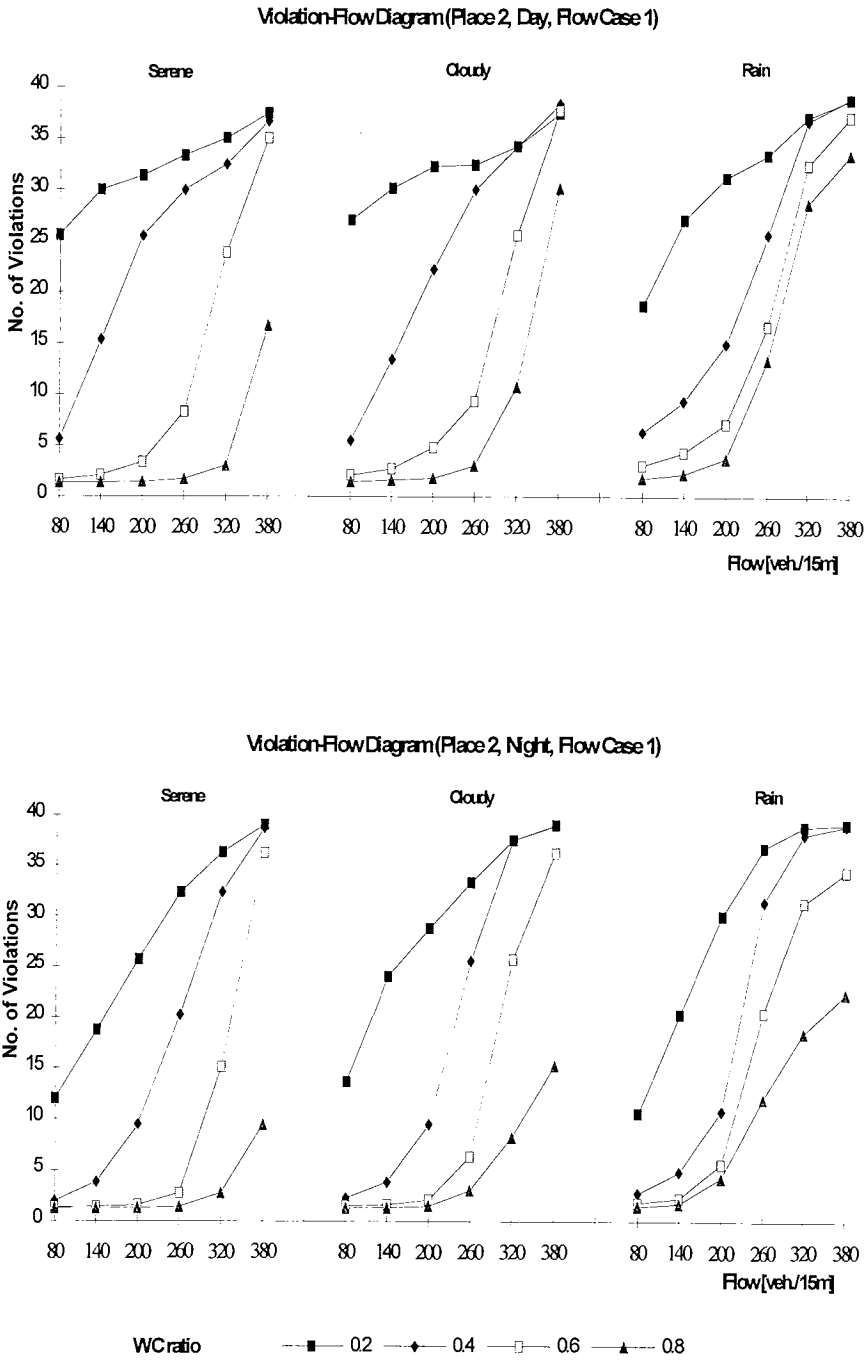 Violation-Flow Diagram (Place 2, Day, Flow Case 1)
Serene Cloudy Rain
No. of Violations
40
35
30
25
20
15
10
5
0
80 140 200 260 320 380 80 140 200 260 320 380 80 140 200 260 320 380
Flow [veh./15m]
Violation-Flow Diagram (Place 2, Night, Flow Case 1)
Serene Cloudy Rain
No. of Violations
40
35
30
25
20
15
10
5
0
80 140 200 260 320 380 80 140 200 260 320 380 80 140 200 260 320 380
Flow [veh./15m]
WC ratio 0.2 0.4 0.6 0.8